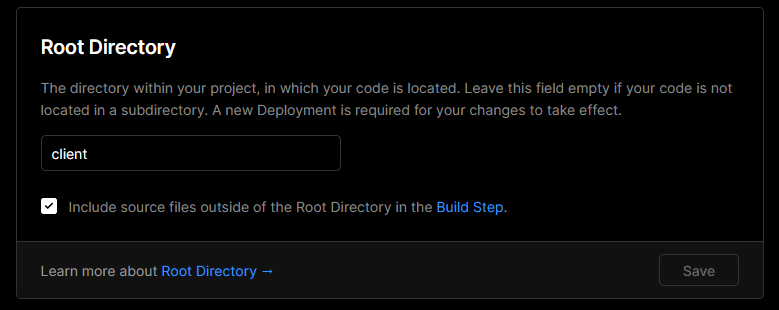 Root Directory
The directory within your project, in which your code is located. Leave this field empty if your code is not
located in a subdirectory. A new Deployment is required for your changes to take effect.
client
Include source files outside of the Root Directory in the Build Step.
Learn more about Root Directory →
Save